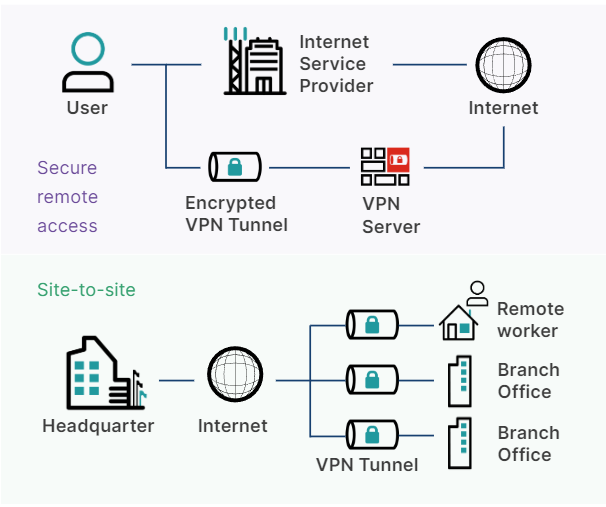 Internet
Service
Provider
User
Internet
Secure
remote
access
Encrypted
VPN Tunnel
VPN
Server
Site-to-site
Remote
worker
Branch
Office
Headquarter
Internet
Branch
Office
VPN Tunnel